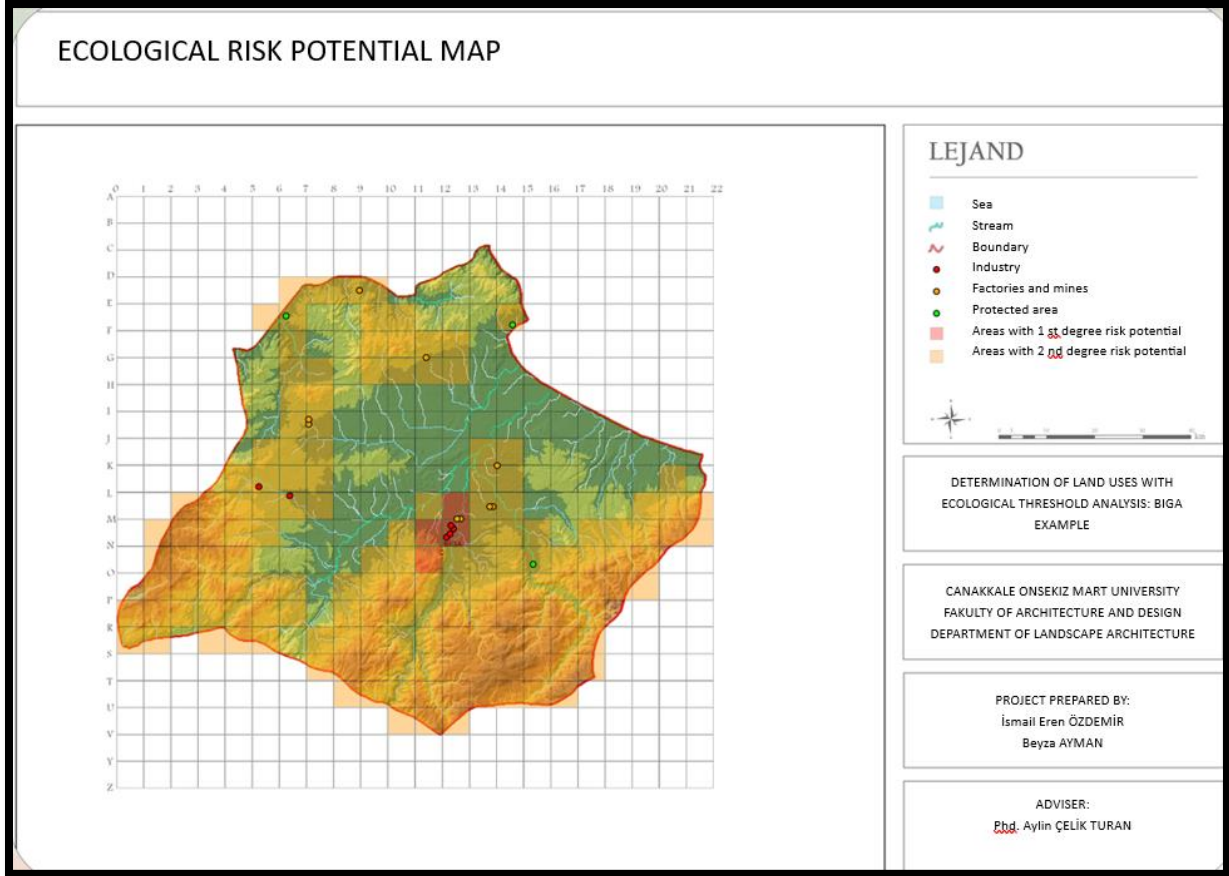 ECOLOGICAL RISK POTENTIAL MAP
0 1 2 3 4 5 6 7 8 9 10 11 12 13 14 15 16 17 18 19 20 21 22
A
B
C
D
E
F
G
H
I
J
K
L
M
N
O
P
R
S
T
U
V
Y
Z
LEJAND
Sea
Stream
Boundary
Industry
Factories and mines
Protected area
Areas with 1 st degree risk potential
Areas with 2 nd degree risk potential
km
DETERMINATION OF LAND USES WITH
ECOLOGICAL THRESHOLD ANALYSIS: BIGA
EXAMPLE
CANAKKALE ONSEKIZ MART UNIVERSITY
FAKULTY OF ARCHITECTURE AND DESIGN
DEPARTMENT OF LANDSCAPE ARCHITECTURE
PROJECT PREPARED BY:
İsmail Eren ÖZDEMİR
Beyza AYMAN
ADVISER:
Phd. Aylin ÇELİK TURAN